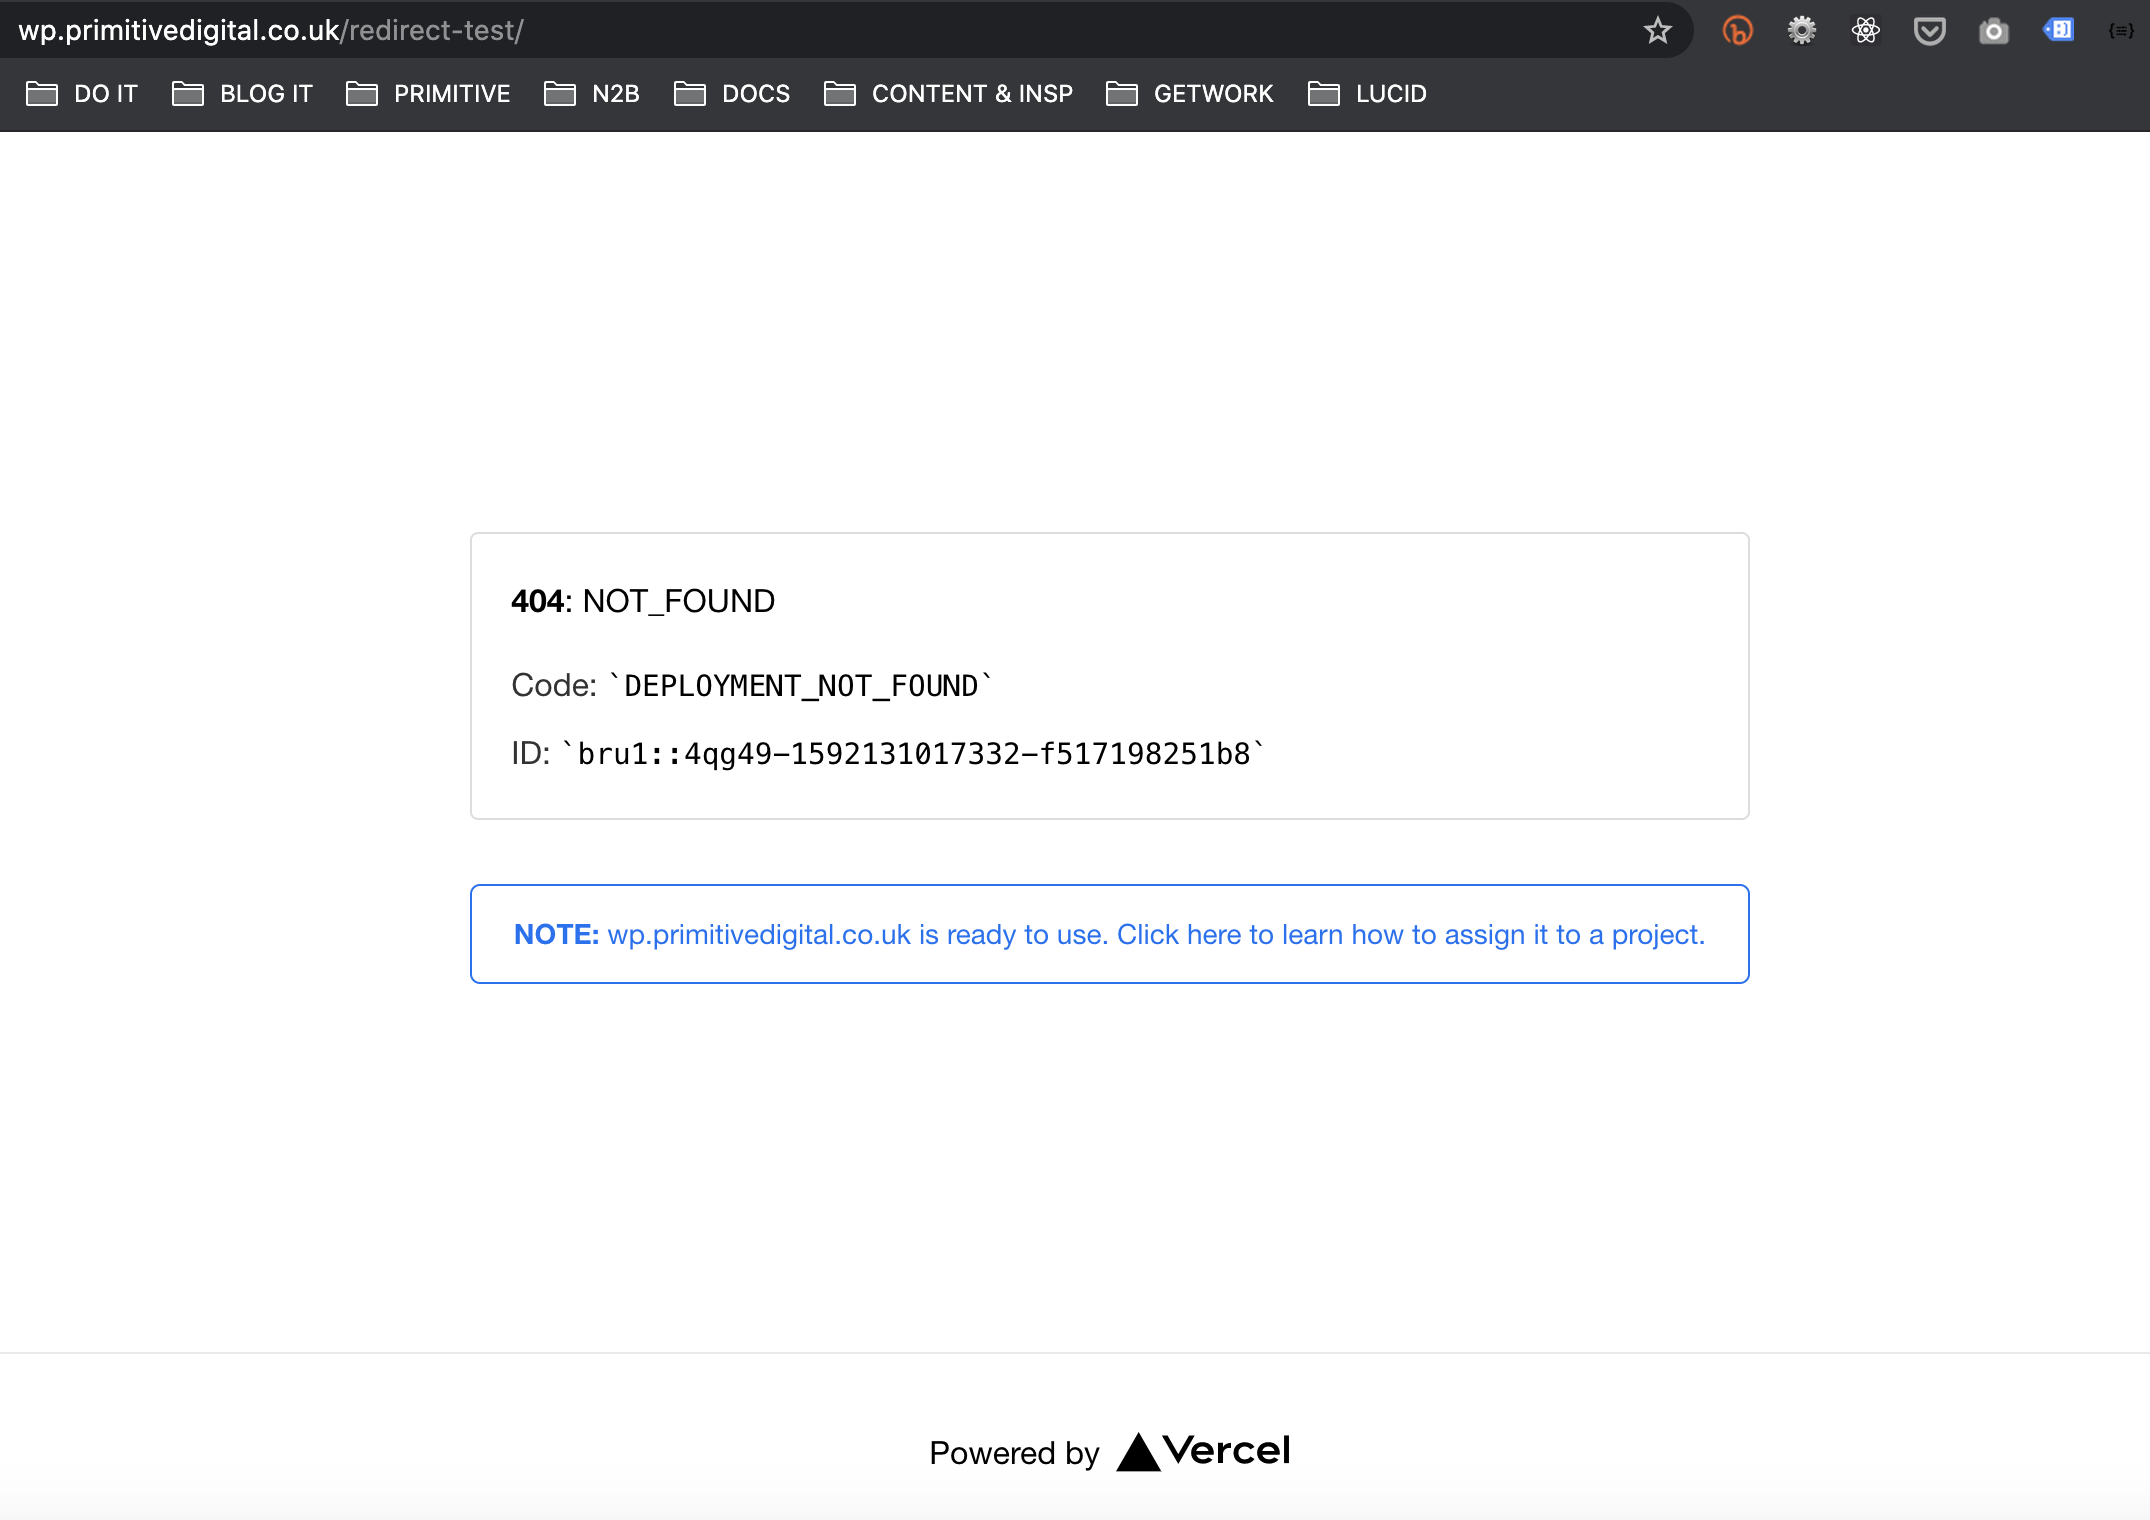 wp.primitivedigital.co.uk/redirect-test/
DO IT BLOG IT PRIMITIVE N2B DOCS CONTENT & INSP GETWORK LUCID
404: NOT_FOUND
Code: `DEPLOYMENT_NOT_FOUND`
ID: `bru1::4qg49-1592131017332-f517198251b8`
NOTE: wp.primitivedigital.co.uk is ready to use. Click here to learn how to assign it to a project.
Powered by Vercel